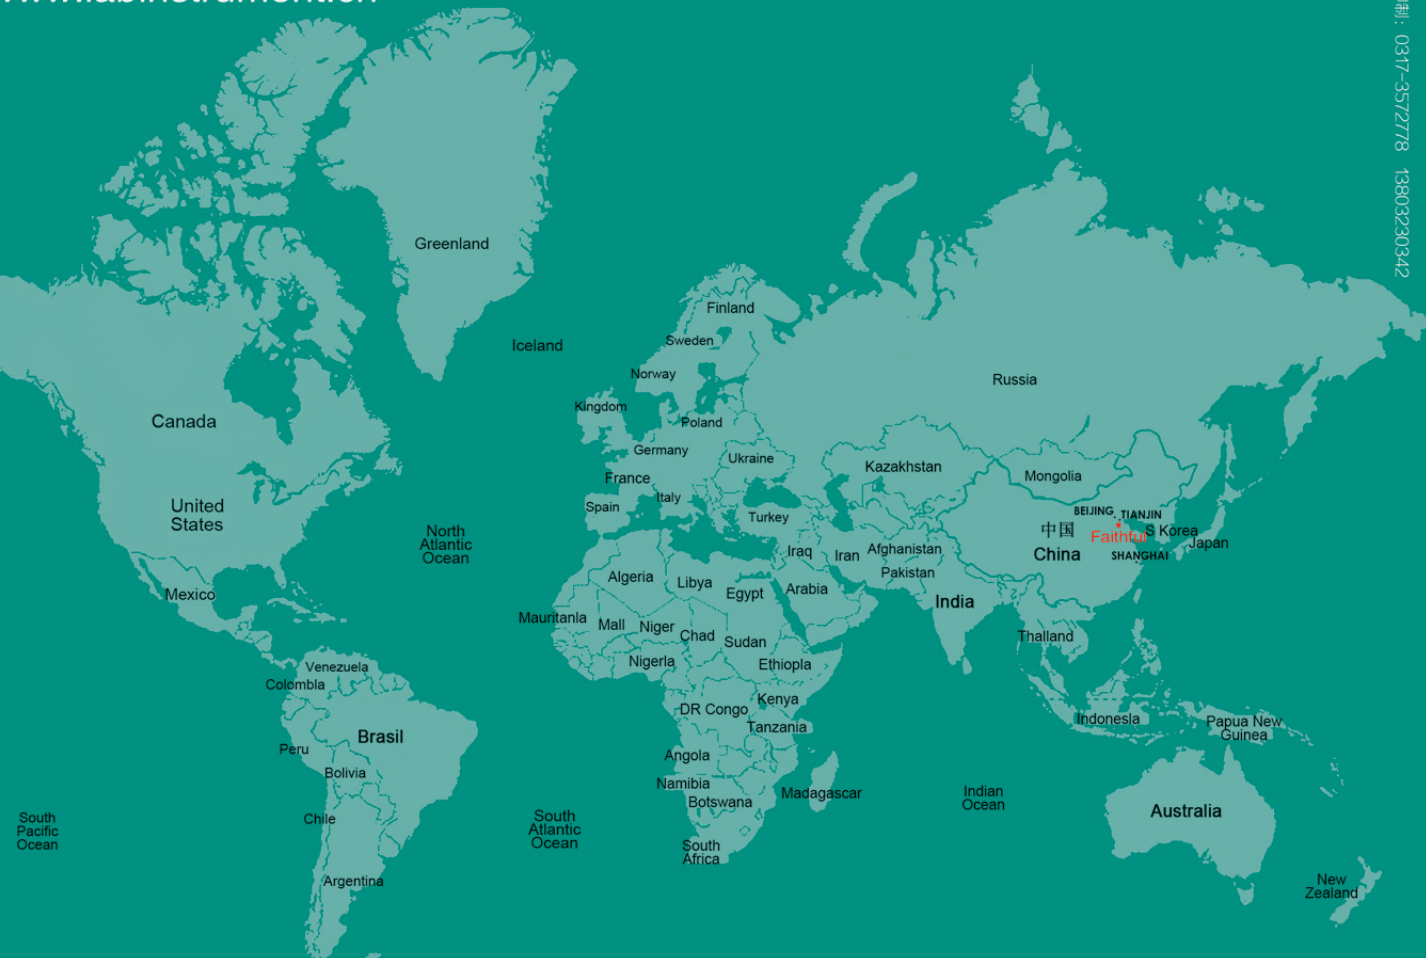 Greenland
Finland
Iceland
Sweden
Norway
Russia
Kingdom
Canada
Poland
Germany
Ukraine
Kazakhstan
France
Mongolia
Italy
United
States
Spain
BEIJING
TIANJIN
Turkey
中国
S Korea
Faithful
Japan
North
Atlantic
Ocean
Iraq
Iran
Afghanistan
China
SHANGHAI
Algeria
Libya
Pakistan
Egypt
Arabia
Mexico
India
Mauritanla
Mall
Niger
Chad
Sudan
Thalland
Venezuela
Nigerla
Ethiopla
Colombla
Kenya
DR Congo
Indonesla
Tanzania
Papua New
Guinea
Brasil
Peru
Angola
Bolivia
Namibia
Madagascar
Botswana
Indian
Ocean
Australia
Chile
South
Pacific
Ocean
South
Atlantic
Ocean
South
Africa
Argentina
New
Zealand
制: 0317-3572778 13803230342